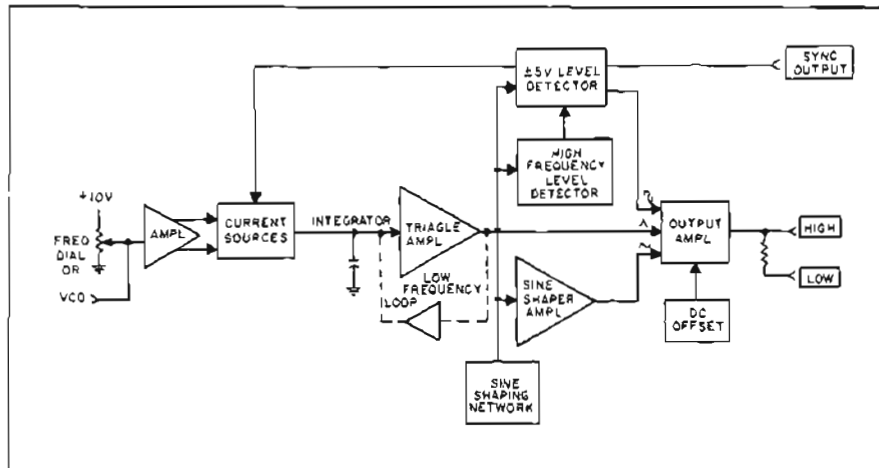 ±5V LEVEL
DETECTOR
SYNC
OUTPUT
HIGH
FREQUENCY
LEVEL
DETECTOR
+10V
FREQ
DIAL
OR
VCO
AMPL
CURRENT
SOURCES
INTEGRATOR
TRIAGLE
AMPL
LOW FREQUENCY
LOOP
SINE
SHAPER
AMPL
OUTPUT
AMPL
HIGH
LOW
DC
OFFSET
SINE
SHAPING
NETWORK